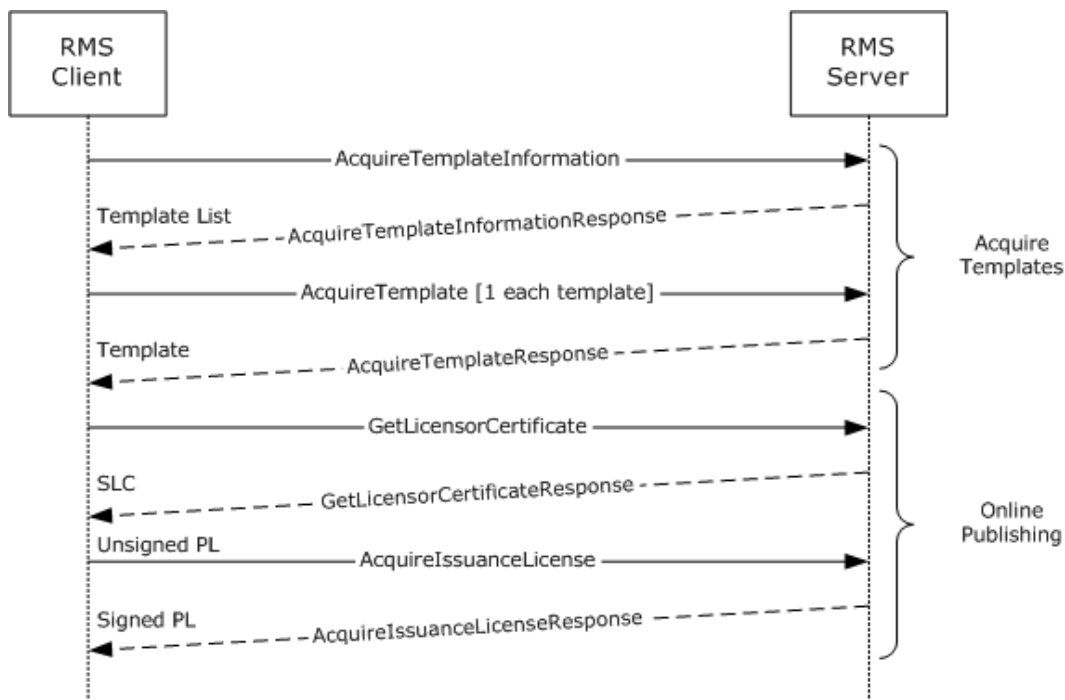 RMS
Client
RMS
Server
AcquireTemplateInformation
Template List
AcquireTemplateInformationResponse
Acquire
Templates
AcquireTemplate [1 each template]
Template
AcquireTemplateResponse
GetLicensorCertificate
SLC
GetLicensorCertificateResponse
Online
Publishing
Unsigned PL
AcquireIssuanceLicense
Signed PL
AcquireIssuanceLicenseResponse